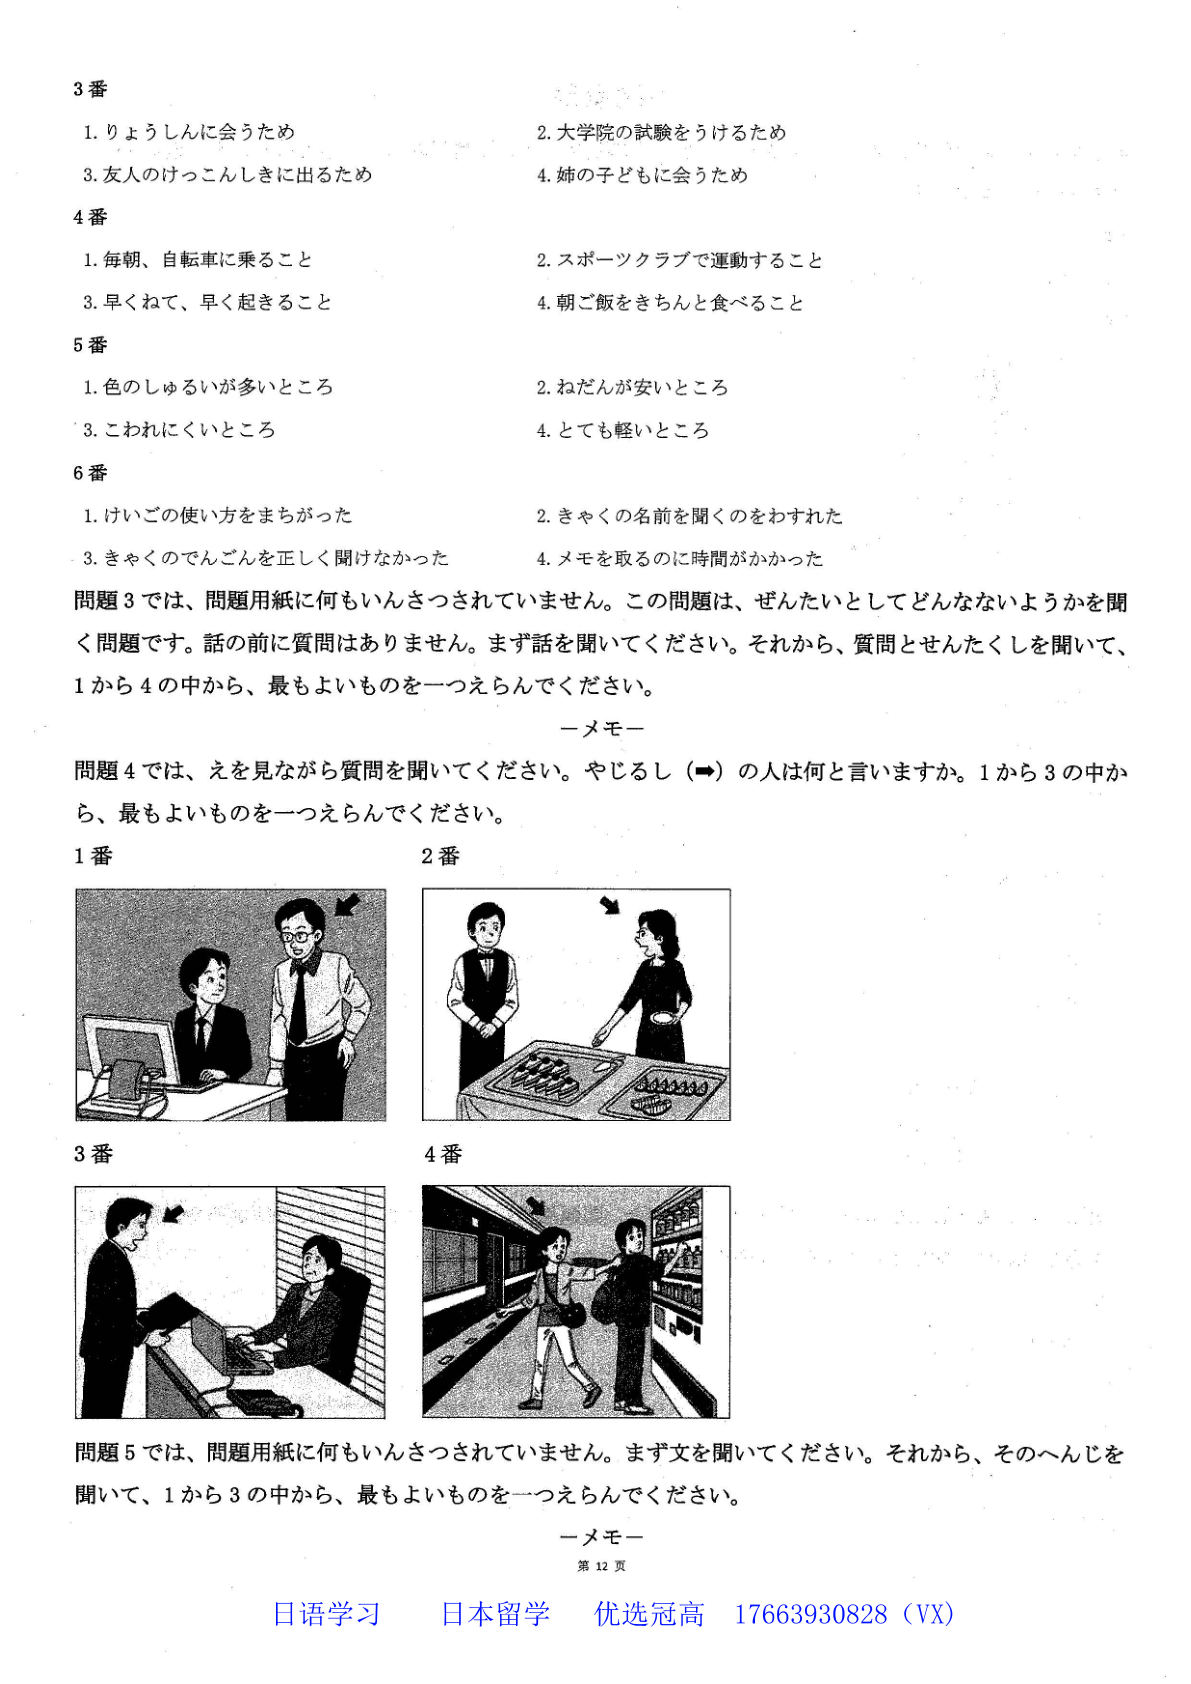 3番
1. りょうしんに会うため 2. 大学院の試験をうけるため
3. 友人のけっこんしきに出るため 4. 姉の子どもに会うため
4番
1. 毎朝、自転車に乗ること 2. スポーツクラブで運動すること
3. 早くねて、早く起きること 4. 朝ご飯をきちんと食べること
5番
1. 色のしゅるいが多いところ 2. ねだんが安いところ
3. こわれにくいところ 4. とても軽いところ
6番
1. けいごの使い方をまちがった 2. きゃくの名前を聞くのをわすれた
3. きゃくのでんごんを正しく聞けなかった 4. メモを取るのに時間がかかった
問題3では、問題用紙に何もいんさつされていません。この問題は、ぜんたいとしてどんなないようかを聞
く問題です。話の前に質問はありません。まず話を聞いてください。それから、質問とせんたくしを聞いて、
1から4の中から、最もよいものを一つえらんでください。
－メモ－
問題4では、えを見ながら質問を聞いてください。やじるし（➡）の人は何と言いますか。1から3の中か
ら、最もよいものを一つえらんでください。
1番 2番
3番 4番
問題5では、問題用紙に何もいんさつされていません。まず文を聞いてください。それから、そのへんじを
聞いて、1から3の中から、最もよいものを一つえらんでください。
－メモ－
第 12 页
日语学习 日本留学 优选冠高 17663930828（VX）